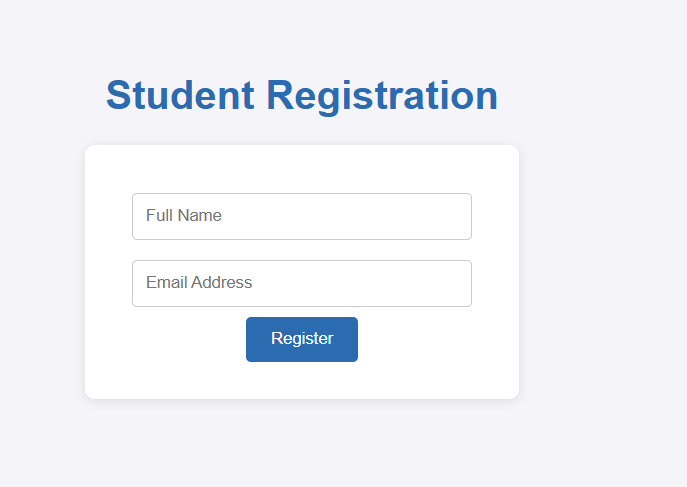 Student Registration
Full Name
Email Address
Register